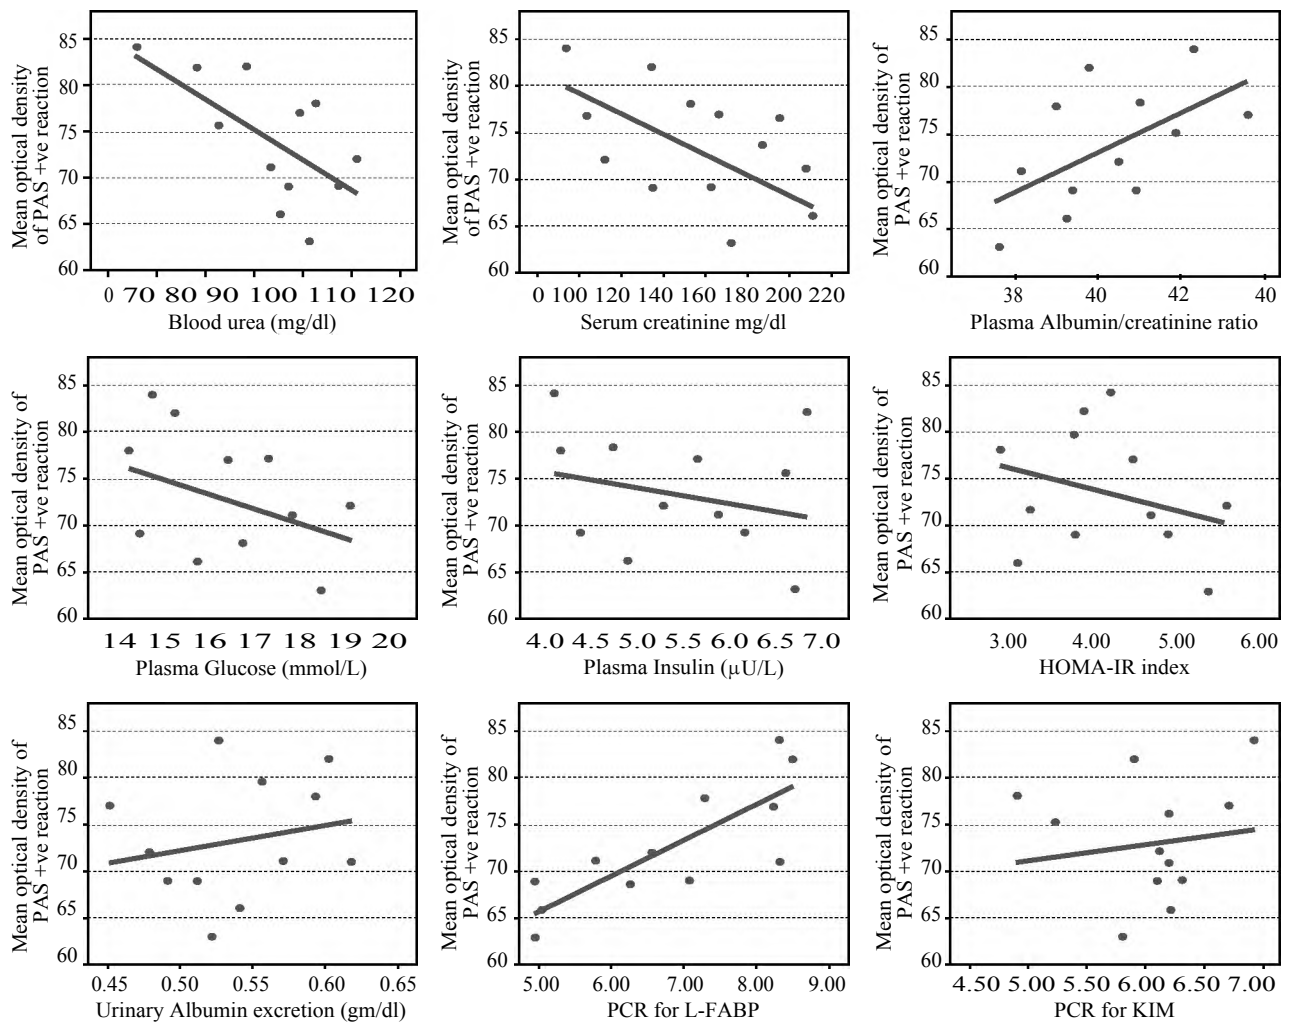 Mean optical density
of PAS +ve reaction
85
80
75
70
65
60
0 70 80 90 100 110 120
Blood urea (mg/dl)
Mean optical density
of PAS +ve reaction
85
80
75
70
65
60
0 100 120 140 160 180 200 220
Serum creatinine mg/dl
Mean optical density of
PAS +ve reaction
85
80
75
70
65
60
38 40 42 40
Plasma Albumin/creatinine ratio
Mean optical density of
PAS +ve reaction
85
80
75
70
65
60
14 15 16 17 18 19 20
Plasma Glucose (mmol/L)
Mean optical density of
PAS +ve reaction
85
80
75
70
65
60
4.0 4.5 5.0 5.5 6.0 6.5 7.0
Plasma Insulin (µU/L)
Mean optical density of
PAS +ve reaction
85
80
75
70
65
60
3.00 4.00 5.00 6.00
HOMA-IR index
Mean optical density of
PAS +ve reaction
85
80
75
70
65
60
0.45 0.50 0.55 0.60 0.65
Urinary Albumin excretion (gm/dl)
Mean optical density of
PAS +ve reaction
85
80
75
70
65
60
5.00 6.00 7.00 8.00 9.00
PCR for L-FABP
Mean optical density of
PAS +ve reaction
85
80
75
70
65
60
4.50 5.00 5.50 6.00 6.50 7.00
PCR for KIM